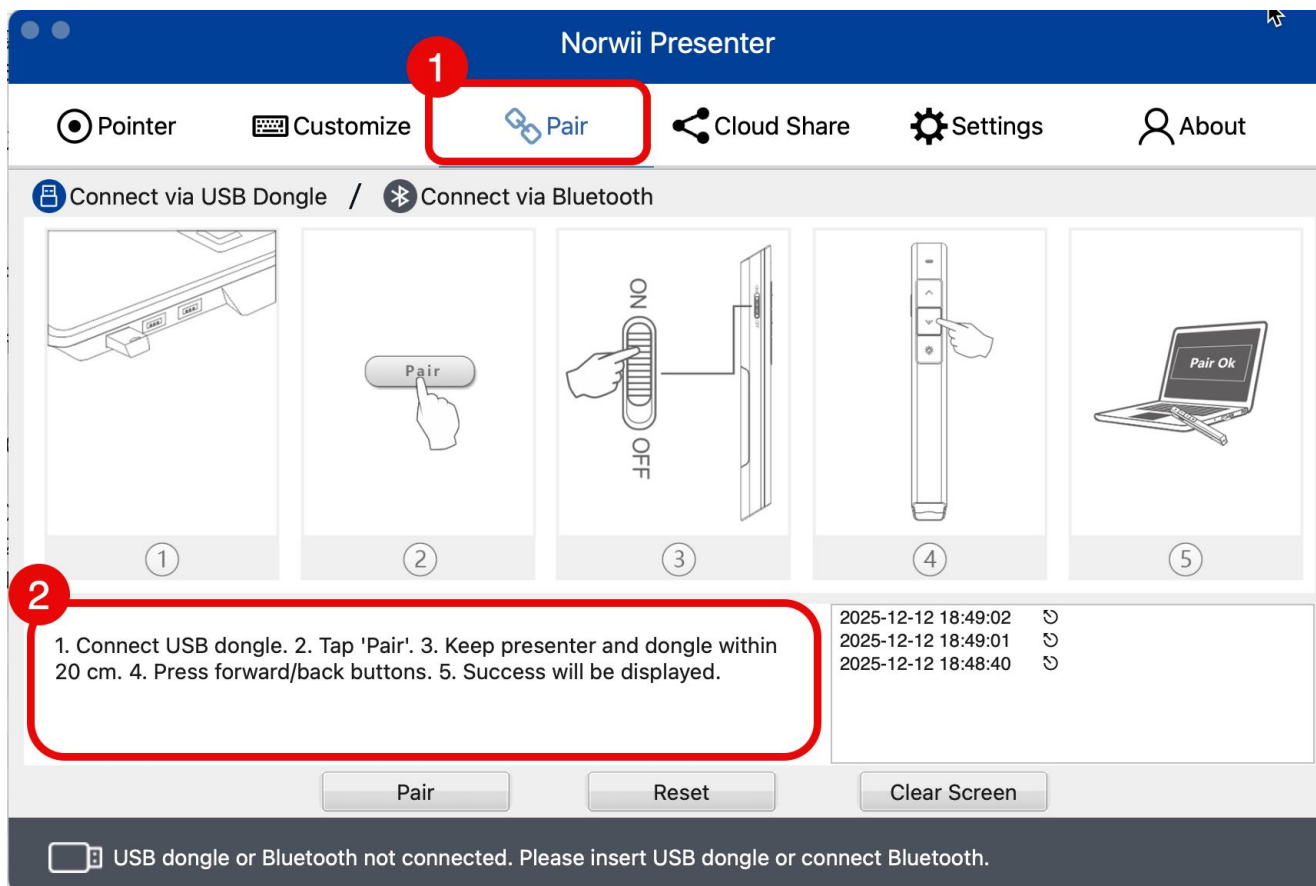 Norwii Presenter
1
Pointer
Customize
Pair
Cloud Share
Settings
About
Connect via USB Dongle / Connect via Bluetooth
Pair
ON
OFF
Pair Ok
1
2
3
4
5
2
1. Connect USB dongle. 2. Tap 'Pair'. 3. Keep presenter and dongle within
20 cm. 4. Press forward/back buttons. 5. Success will be displayed.
2025-12-12 18:49:02
2025-12-12 18:49:01
2025-12-12 18:48:40
Pair
Reset
Clear Screen
USB dongle or Bluetooth not connected. Please insert USB dongle or connect Bluetooth.